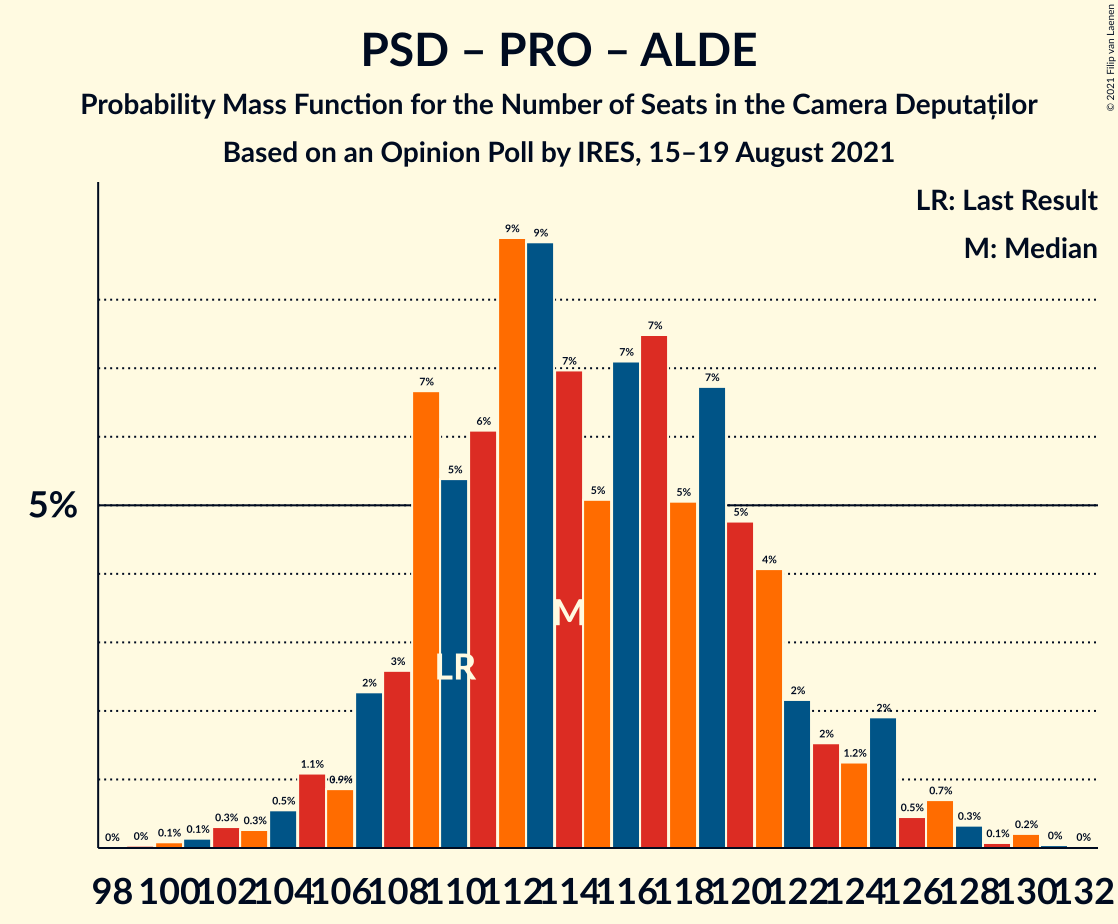 PSD – PRO – ALDE
Probability Mass Function for the Number of Seats in the Camera Deputaților
Based on an Opinion Poll by IRES, 15–19 August 2021
© 2021 Filip van Laenen
LR: Last Result
M: Median
5%
0% 0% 0.1% 0.1% 0.3% 0.3% 0.5% 1.1% 0.9% 2% 3% 7% 5% 6% 9% 9% 7% 5% 7% 7% 5% 7% 5% 4% 2% 2% 1.2% 2% 0.5% 0.7% 0.3% 0.1% 0.2% 0% 0%
LR
M
98 100 102 104 106 108 110 112 114 116 118 120 122 124 126 128 130 132